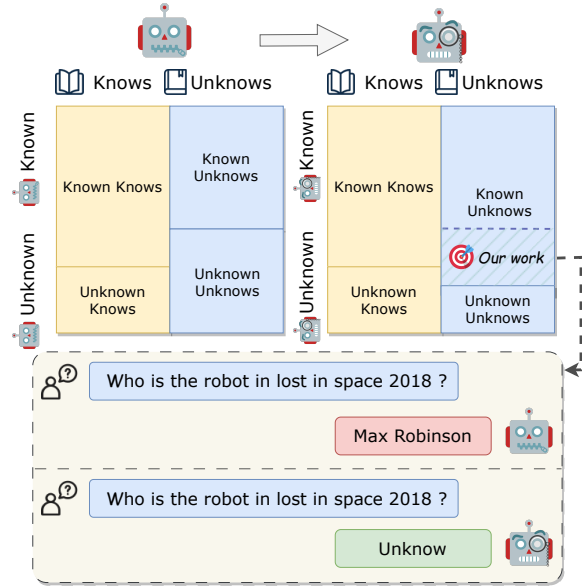 Knows Unknows
Knows Unknows
Known
Known Knows
Known
Unknows
Unknown
Unknown
Knows
Unknown
Unknows
Known
Known Knows
Known
Unknows
Our work
Unknown
Unknown
Knows
Unknown
Unknows
Who is the robot in lost in space 2018 ?
Max Robinson
Who is the robot in lost in space 2018 ?
Unknow